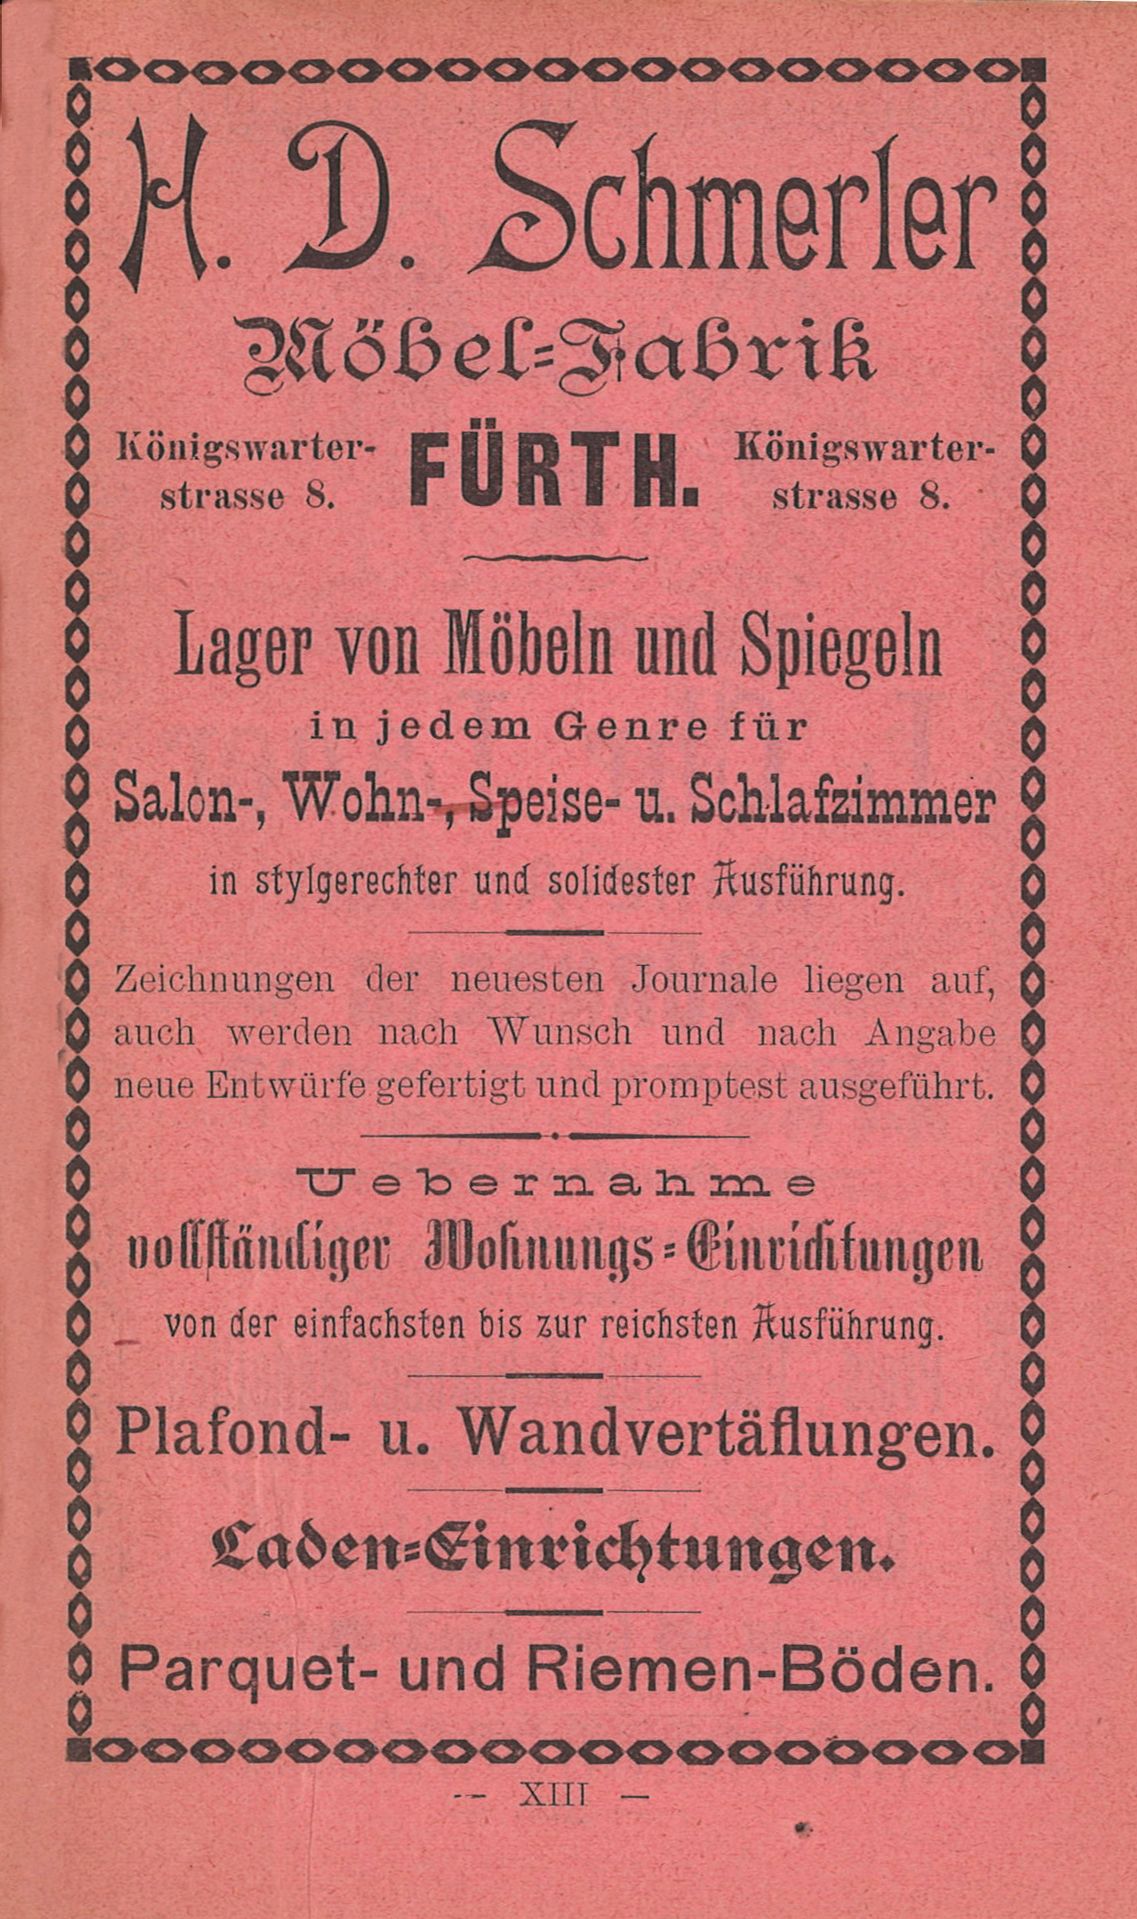 H. D. Schmerler
Möbel-Fabrik
Königswarter-
strasse 8.
FÜRTH.
Königswarter-
strasse 8.
Lager von Möbeln und Spiegeln
in jedem Genre für
Salon-, Wohn-, Speise- u. Schlafzimmer
in stylgerechter und solidester Ausführung.
Zeichnungen der neuesten Journale liegen auf,
auch werden nach Wunsch und nach Angabe
neue Entwürfe gefertigt und promptest ausgeführt.
Uebernahme
vollständiger Wohnungs-Einrichtungen
von der einfachsten bis zur reichsten Ausführung.
Plafond- u. Wandvertäflungen.
Laden-Einrichtungen.
Parquet- und Riemen-Böden.
— XIII —